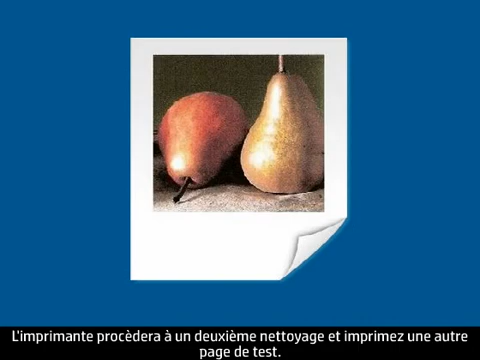 L'imprimante procèdera à un deuxième nettoyage et imprimez une autre
page de test.